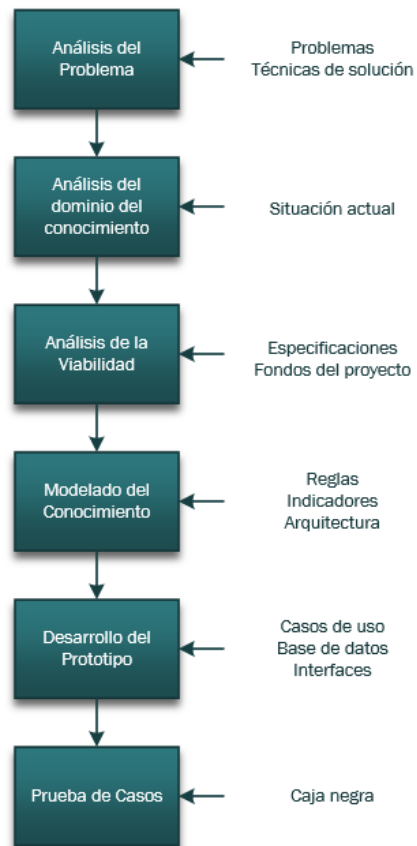 Análisis del
Problema
Problemas
Técnicas de solución
Análisis del
dominio del
conocimiento
Situación actual
Análisis de la
Viabilidad
Especificaciones
Fondos del proyecto
Modelado del
Conocimiento
Reglas
Indicadores
Arquitectura
Desarrollo del
Prototipo
Casos de uso
Base de datos
Interfaces
Prueba de Casos
Caja negra